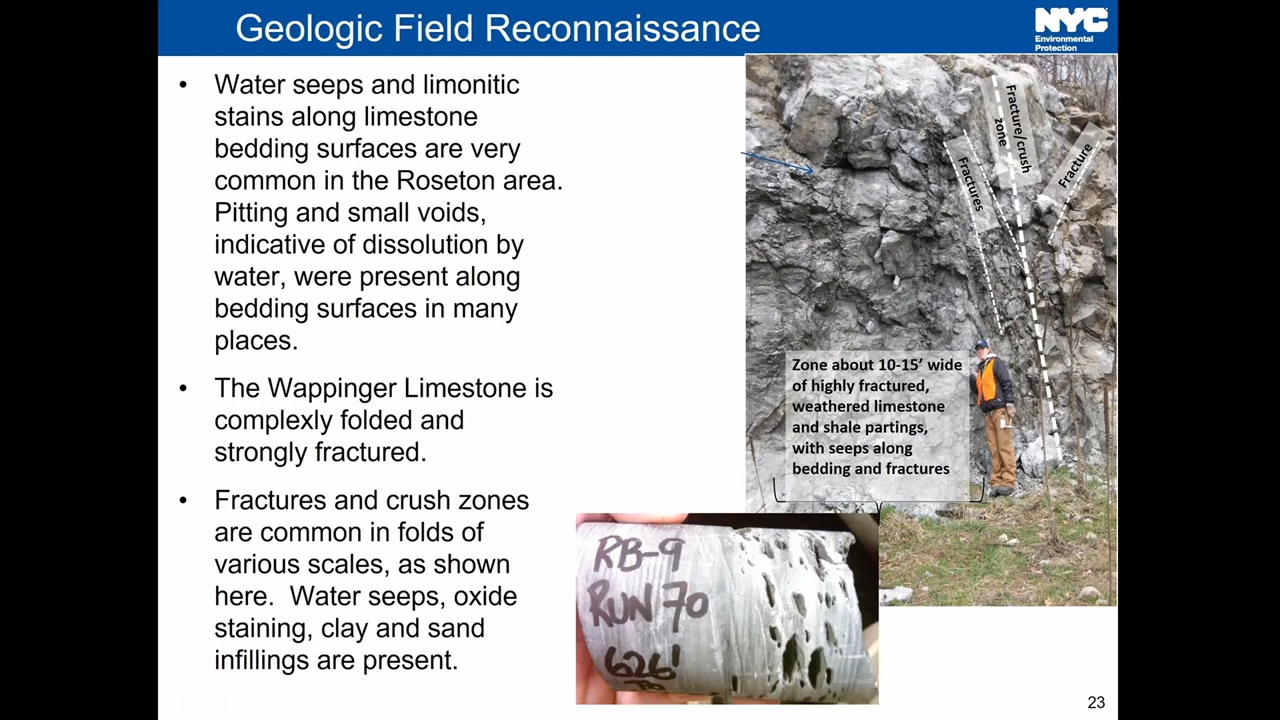 Geologic Field Reconnaissance
NYC
Environmental
Protection
• Water seeps and limonitic
stains along limestone
bedding surfaces are very
common in the Roseton area.
Pitting and small voids,
indicative of dissolution by
water, were present along
bedding surfaces in many
places.
• The Wappinger Limestone is
complexly folded and
strongly fractured.
• Fractures and crush zones
are common in folds of
various scales, as shown
here. Water seeps, oxide
staining, clay and sand
infillings are present.
Fracture/crush
zone
Fractures
Fracture
Zone about 10-15’ wide
of highly fractured,
weathered limestone
and shale partings,
with seeps along
bedding and fractures
RB-9
RUN 70
626'
TO
23